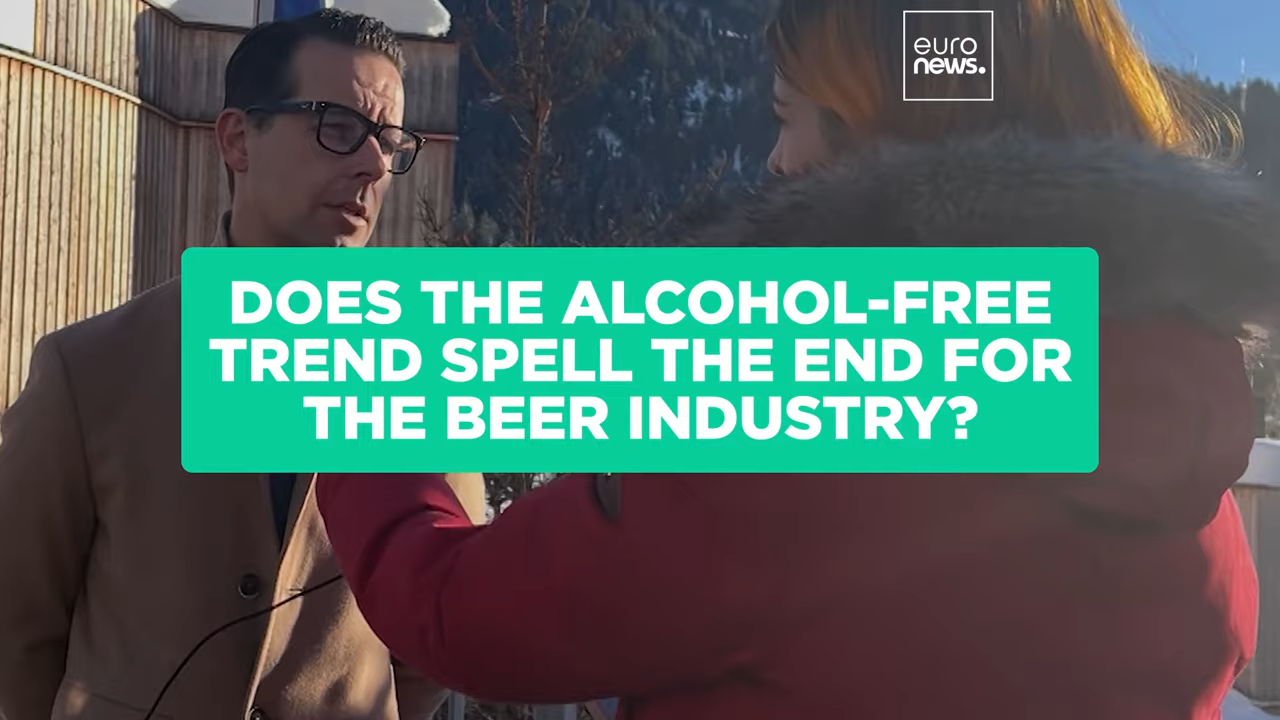 euro
news.
DOES THE ALCOHOL-FREE
TREND SPELL THE END FOR
THE BEER INDUSTRY?